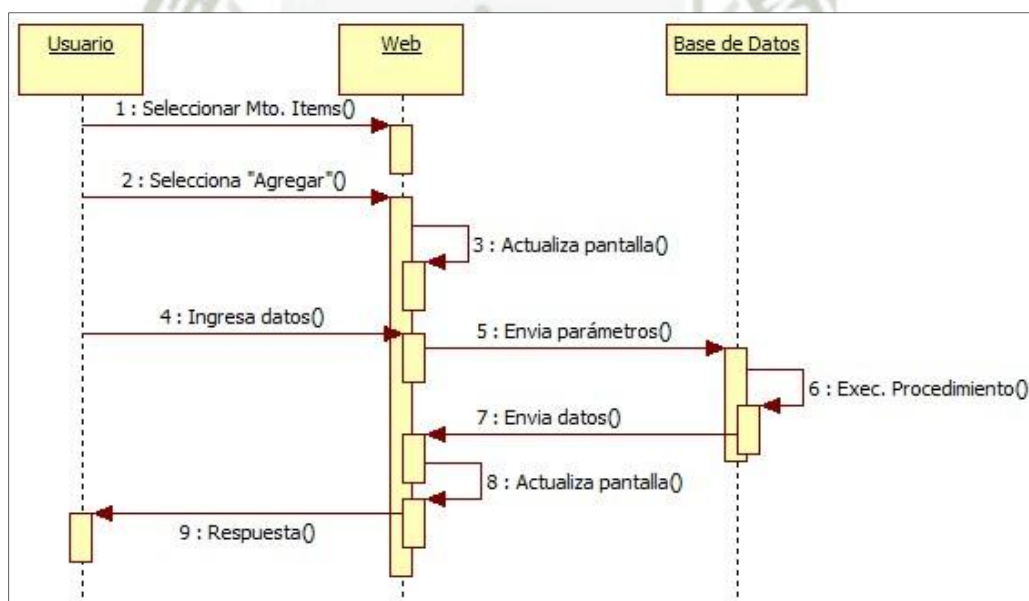 Usuario
Web
Base de Datos
1 : Seleccionar Mto. Items()
2 : Selecciona "Agregar"()
3 : Actualiza pantalla()
4 : Ingresa datos()
5 : Envia parámetros()
6 : Exec. Procedimiento()
7 : Envia datos()
8 : Actualiza pantalla()
9 : Respuesta()